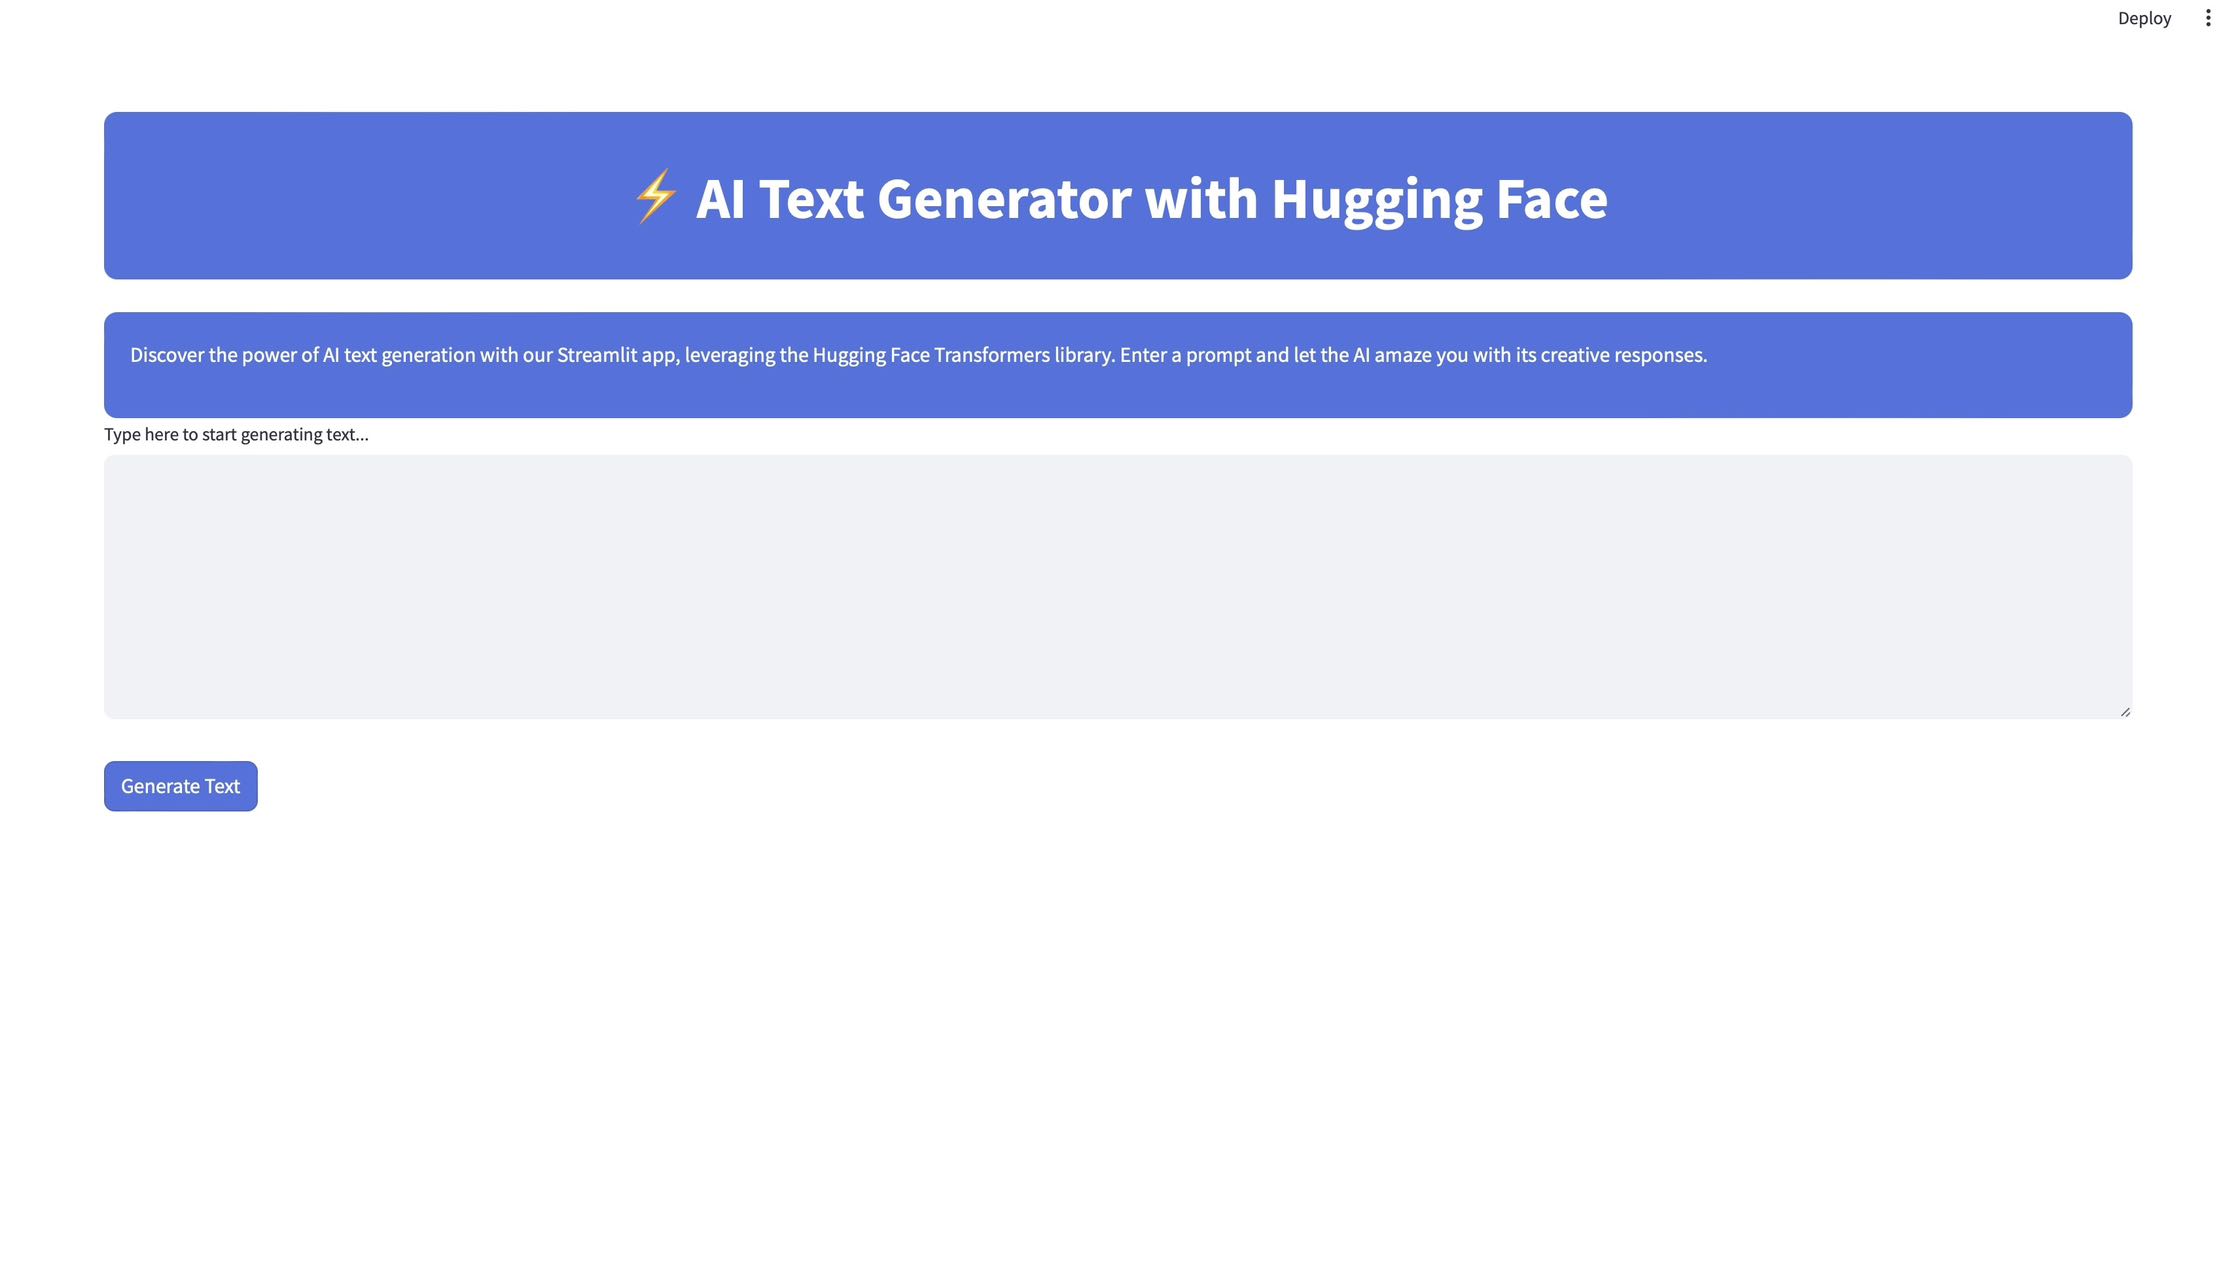 Deploy
⚡ AI Text Generator with Hugging Face
Discover the power of AI text generation with our Streamlit app, leveraging the Hugging Face Transformers library. Enter a prompt and let the AI amaze you with its creative responses.
Type here to start generating text...
Generate Text